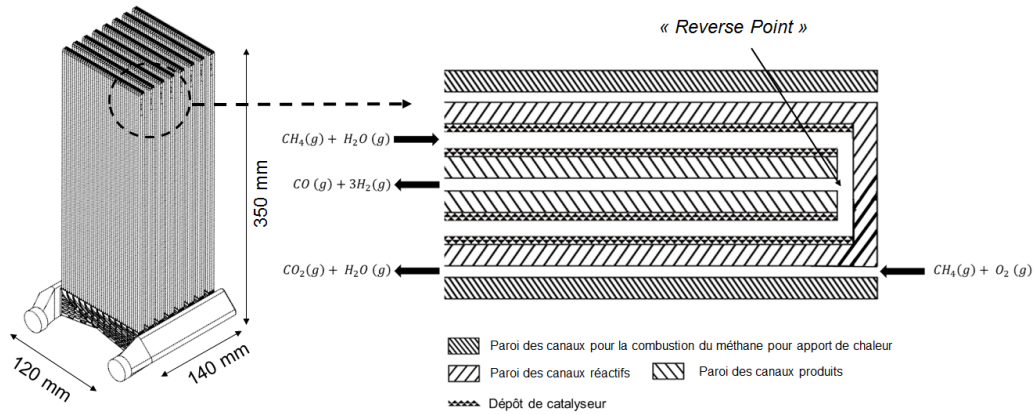 « Reverse Point »
350 mm
120 mm
140 mm
CH₄(g) + H₂O (g)
CO (g) + 3H₂(g)
CO₂(g) + H₂O (g)
CH₄(g) + O₂ (g)
Paroi des canaux pour la combustion du méthane pour apport de chaleur
Paroi des canaux réactifs
Paroi des canaux produits
Dépôt de catalyseur